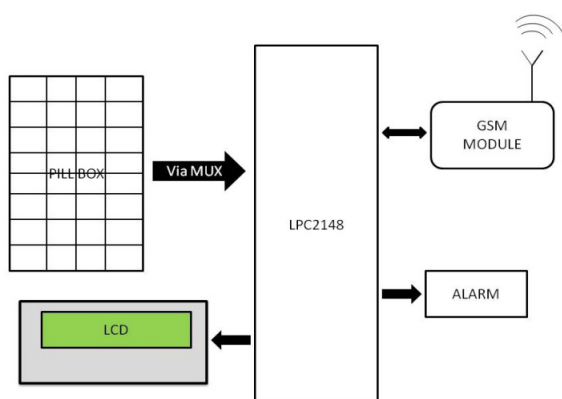 PILL BOX
Via MUX
LPC2148
GSM
MODULE
ALARM
LCD